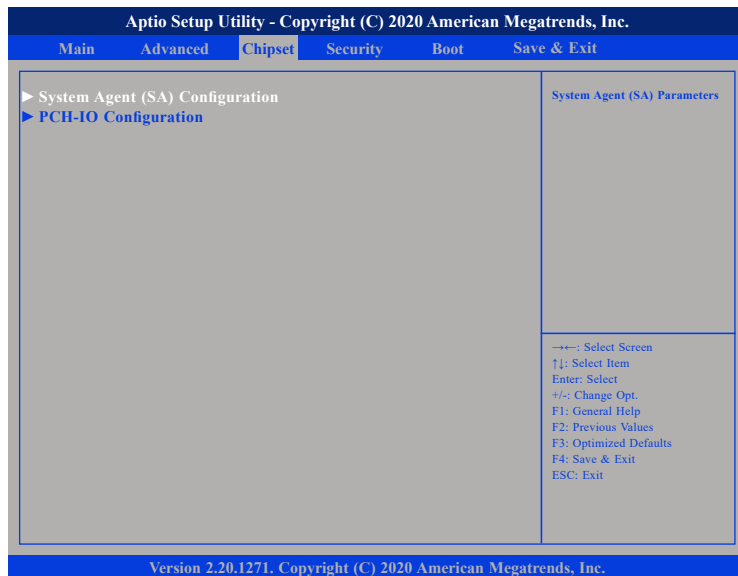 Aptio Setup Utility - Copyright (C) 2020 American Megatrends, Inc.
Main Advanced Chipset Security Boot Save & Exit
► System Agent (SA) Configuration
► PCH-IO Configuration
System Agent (SA) Parameters
→←: Select Screen
↑↓: Select Item
Enter: Select
+/-: Change Opt.
F1: General Help
F2: Previous Values
F3: Optimized Defaults
F4: Save & Exit
ESC: Exit
Version 2.20.1271. Copyright (C) 2020 American Megatrends, Inc.